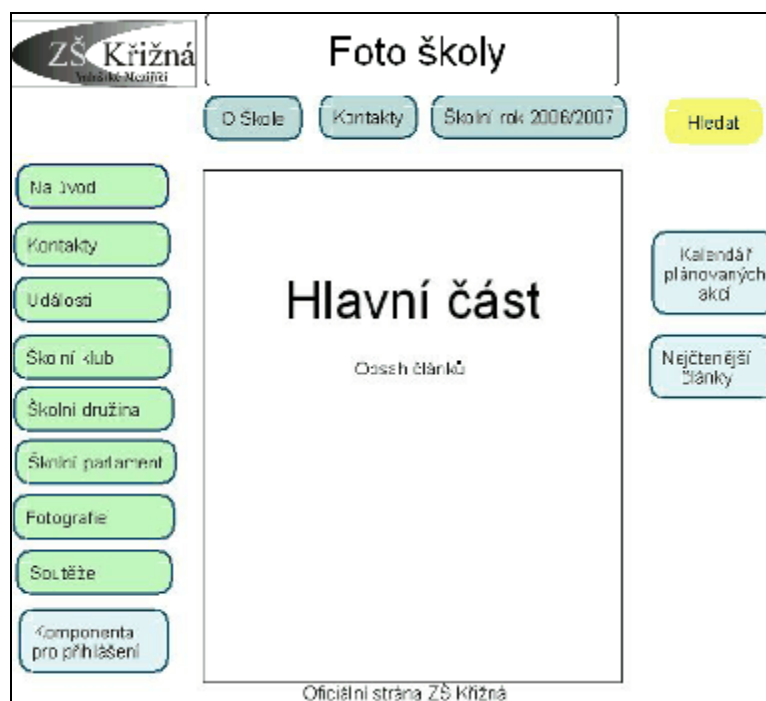 ZŠ Křižná
Valašské Meziříčí
Foto školy
O Škole
Kontakty
Školní rok 2006/2007
Hledat
Na úvod
Kontakty
Události
Školní klub
Školní družina
Školní parlament
Fotografie
Soutěže
Komponenta
pro přihlášení
Hlavní část
Obsah článků
Kalendář
plánovaných
akcí
Nejčtenější
články
Oficiální strána ZŠ Křižná